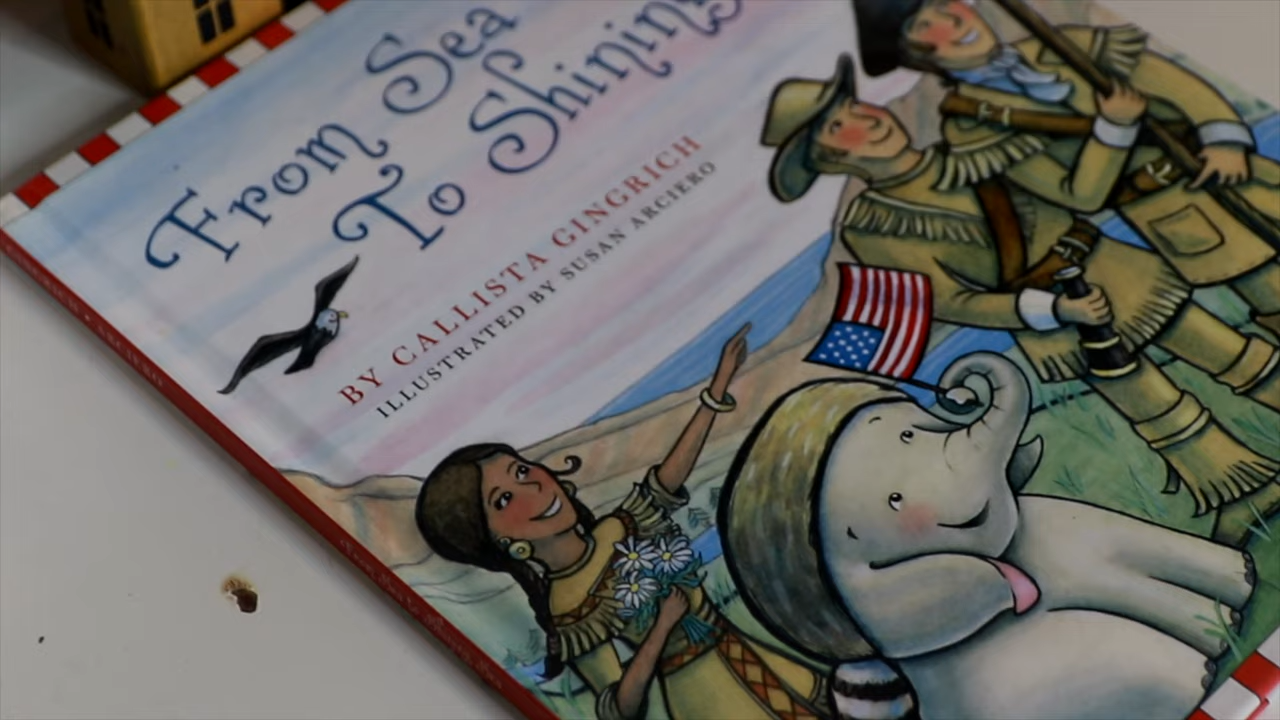 From Sea
To Shining
BY CALLISTA GINGRICH
ILLUSTRATED BY SUSAN ARCIERO